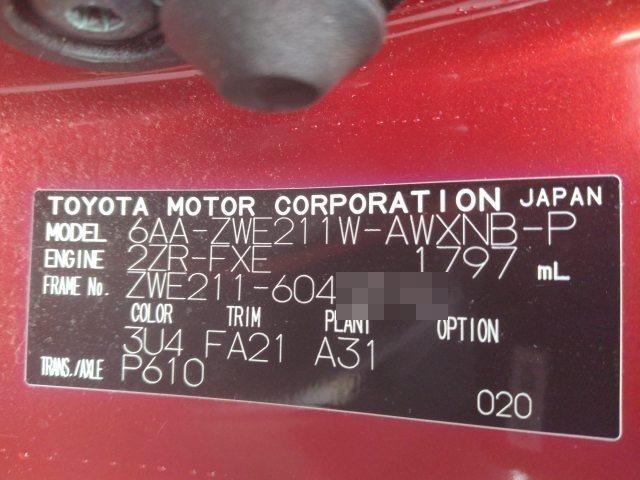 TOYOTA MOTOR CORPORATION JAPAN
MODEL 6AA-ZWE211W-AWXNB-P
ENGINE 2ZR-FXE 1797 mL
FRAME No. ZWE211-604
COLOR TRIM PLANT OPTION
3U4 FA21 A31
TRANS./AXLE P610
020